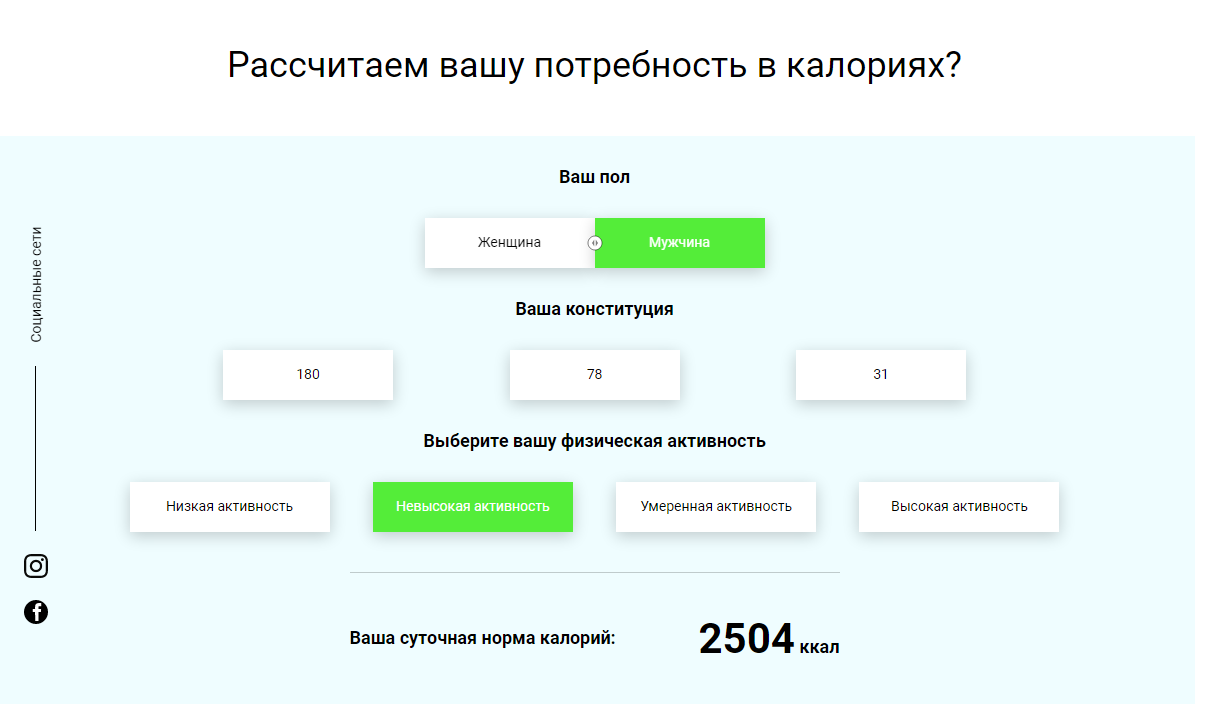 Рассчитаем вашу потребность в калориях?
Ваш пол
Женщина Мужчина
Ваша конституция
180 78 31
Выберите вашу физическая активность
Низкая активность Невысокая активность Умеренная активность Высокая активность
Ваша суточная норма калорий: 2504 ккал
Социальные сети